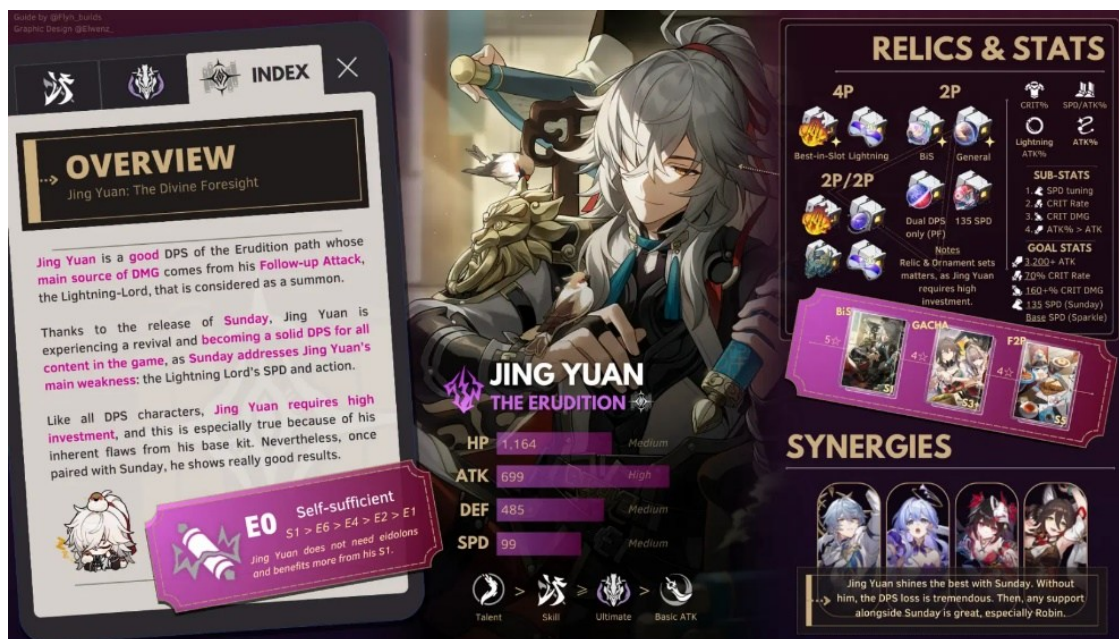 Guide by @Flyh_builds
Graphic Design @Elwenz_
INDEX
OVERVIEW
Jing Yuan: The Divine Foresight
Jing Yuan is a good DPS of the Erudition path whose
main source of DMG comes from his Follow-up Attack,
the Lightning-Lord, that is considered as a summon.
Thanks to the release of Sunday, Jing Yuan is
experiencing a revival and becoming a solid DPS for all
content in the game, as Sunday addresses Jing Yuan's
main weakness: the Lightning Lord's SPD and action.
Like all DPS characters, Jing Yuan requires high
investment, and this is especially true because of his
inherent flaws from his base kit. Nevertheless, once
paired with Sunday, he shows really good results.
E0 Self-sufficient
S1 > E6 > E4 > E2 > E1
Jing Yuan does not need eidolons
and benefits more from his S1.
JING YUAN
THE ERUDITION
HP 1,164 Medium
ATK 699 High
DEF 485 Medium
SPD 99 Medium
> ≥ >
Talent Skill Ultimate Basic ATK
RELICS & STATS
4P 2P
Best-in-Slot Lightning BiS General
2P/2P
Dual DPS 135 SPD
only (PF)
Notes
Relic & Ornament sets
matters, as Jing Yuan
requires high
investment.
CRIT% SPD/ATK%
Lightning ATK%
ATK%
SUB-STATS
1. SPD tuning
2. CRIT Rate
3. CRIT DMG
4. ATK% > ATK
GOAL STATS
3,200+ ATK
70% CRIT Rate
160+% CRIT DMG
135 SPD (Sunday)
Base SPD (Sparkle)
BiS GACHA F2P
5☆ 4☆ 4☆
S1 S3+ S5
SYNERGIES
Jing Yuan shines the best with Sunday. Without
him, the DPS loss is tremendous. Then, any support
alongside Sunday is great, especially Robin.